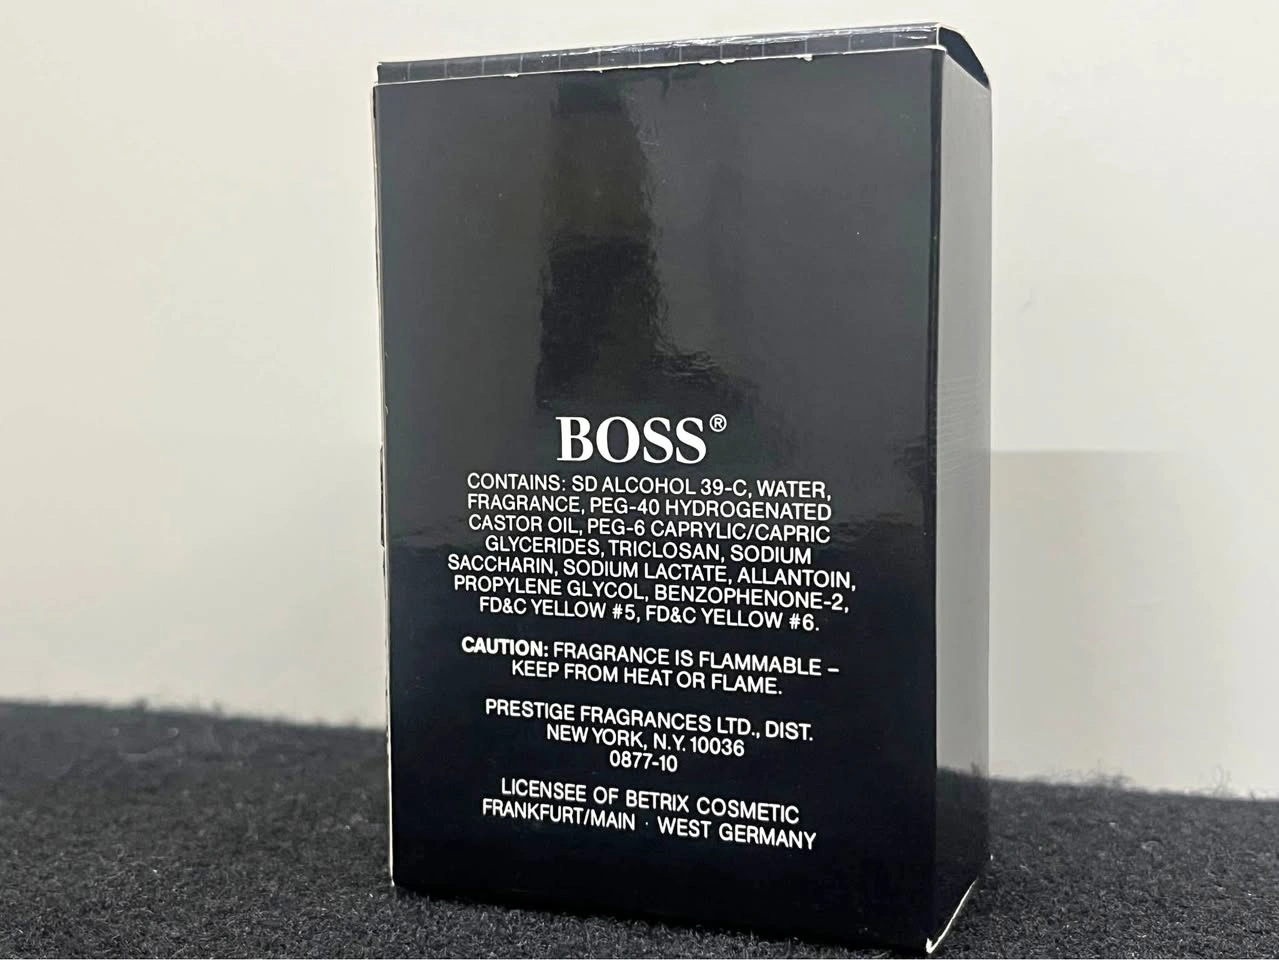 BOSS®
CONTAINS: SD ALCOHOL 39-C, WATER,
FRAGRANCE, PEG-40 HYDROGENATED
CASTOR OIL, PEG-6 CAPRYLIC/CAPRIC
GLYCERIDES, TRICLOSAN, SODIUM
SACCHARIN, SODIUM LACTATE, ALLANTOIN,
PROPYLENE GLYCOL, BENZOPHENONE-2,
FD&C YELLOW #5, FD&C YELLOW #6.
CAUTION: FRAGRANCE IS FLAMMABLE –
KEEP FROM HEAT OR FLAME.
PRESTIGE FRAGRANCES LTD., DIST.
NEW YORK, N.Y. 10036
0877-10
LICENSEE OF BETRIX COSMETIC
FRANKFURT/MAIN · WEST GERMANY